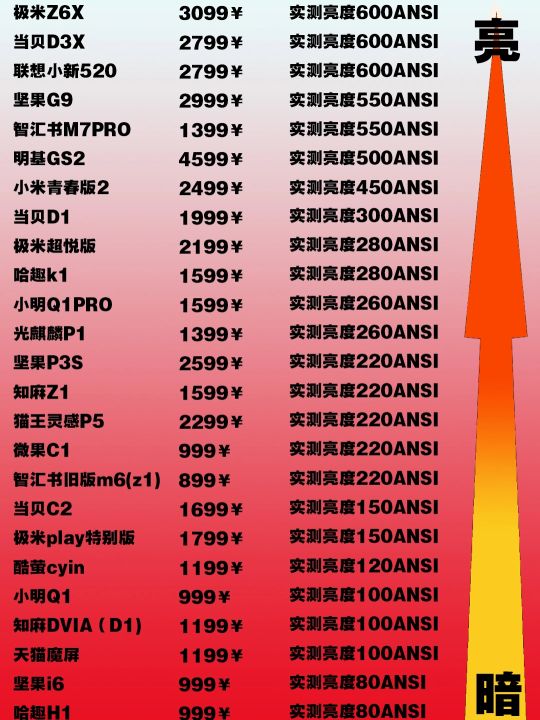 极米Z6X 3099¥ 实测亮度600ANSI
亮
当贝D3X 2799¥ 实测亮度600ANSI
联想小新520 2799¥ 实测亮度600ANSI
坚果G9 2999¥ 实测亮度550ANSI
智汇书M7PRO 1399¥ 实测亮度550ANSI
明基GS2 4599¥ 实测亮度500ANSI
小米青春版2 2499¥ 实测亮度450ANSI
当贝D1 1999¥ 实测亮度300ANSI
极米超悦版 2199¥ 实测亮度280ANSI
哈趣k1 1599¥ 实测亮度280ANSI
小明Q1PRO 1599¥ 实测亮度260ANSI
光麒麟P1 1399¥ 实测亮度260ANSI
坚果P3S 2599¥ 实测亮度220ANSI
知麻Z1 1599¥ 实测亮度220ANSI
猫王灵感P5 2299¥ 实测亮度220ANSI
微果C1 999¥ 实测亮度220ANSI
智汇书旧版m6(z1) 899¥ 实测亮度220ANSI
当贝C2 1699¥ 实测亮度150ANSI
极米play特别版 1799¥ 实测亮度150ANSI
酷萤cyin 1199¥ 实测亮度120ANSI
小明Q1 999¥ 实测亮度100ANSI
知麻DVIA（D1) 1199¥ 实测亮度100ANSI
天猫魔屏 1199¥ 实测亮度100ANSI
坚果i6 999¥ 实测亮度80ANSI
暗
哈趣H1 999¥ 实测亮度80ANSI